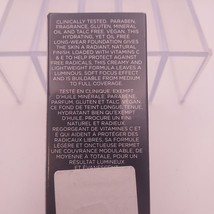 CLINICALLY TESTED. PARABEN,
FRAGRANCE, GLUTEN, MINERAL
OIL AND TALC FREE. VEGAN. THIS
HYDRATING, YET OIL FREE
LONG-WEAR FOUNDATION GIVES
THE SKIN A RADIANT, NATURAL
FINISH LOADED WITH VITAMINS C
& E TO HELP PROTECT AGAINST
FREE RADICALS. THIS CREAMY AND
LIGHTWEIGHT FORMULA LEAVES A
LUMINOUS, SOFT FOCUS EFFECT
AND IS BUILDABLE FROM MEDIUM
TO FULL COVERAGE.
TESTÉ EN CLINIQUE. EXEMPT
D'HUILE MINÉRALE, PARABENS,
PARFUM, GLUTEN ET TALC. VEGAN.
CE FOND DE TEINT LONGUE TENUE,
HYDRATANT BIEN QU'EXEMPT
D'HUILE, PROCURE UN FINI
NATUREL ET RADIEUX.
REGORGEANT DE VITAMINES C ET
E QUI AIDENT À PROTÉGER DES
RADICAUX LIBRES, SA FORMULE
LÉGÈRE ET ONCTUEUSE PERMET
UNE COUVRANCE MODULABLE, DE
MOYENNE À TOTALE, POUR UN
RÉSULTAT LUMINEUX